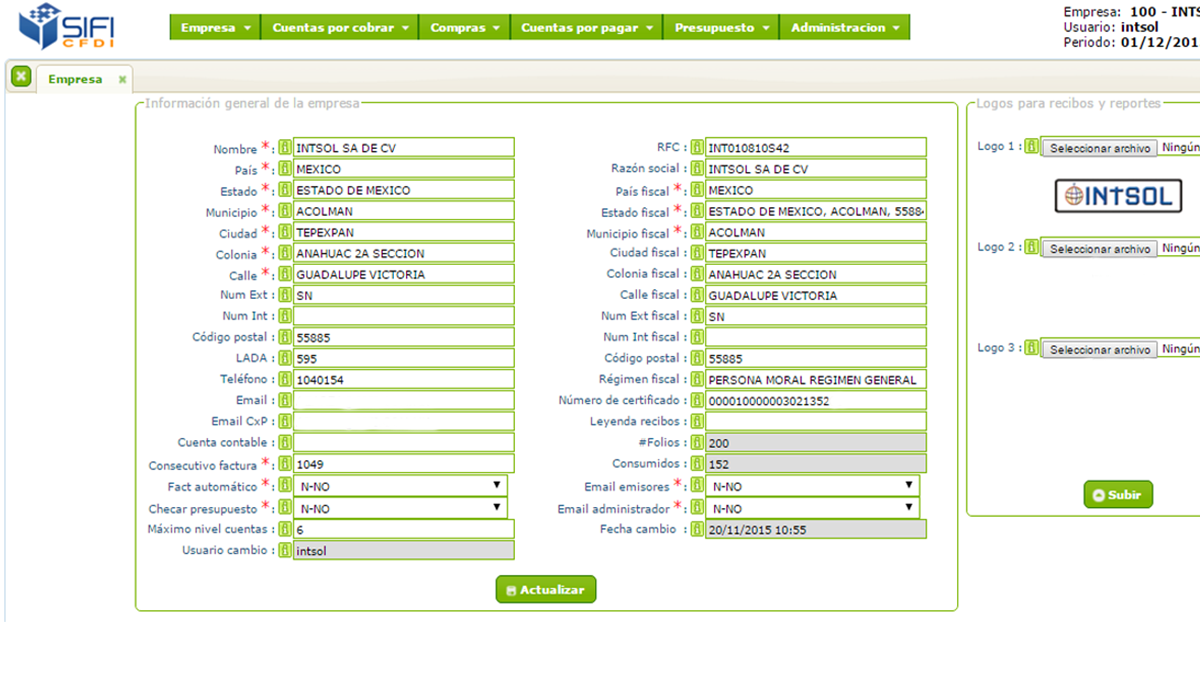 SIFI
CFDI
Empresa Cuentas por cobrar Compras Cuentas por pagar Presupuesto Administracion
Empresa: 100 - INTS
Usuario: intsol
Periodo: 01/12/201
Empresa
Información general de la empresa
Nombre *: INTSOL SA DE CV
País *: MEXICO
Estado *: ESTADO DE MEXICO
Municipio *: ACOLMAN
Ciudad *: TEPEXPAN
Colonia *: ANAHUAC 2A SECCION
Calle *: GUADALUPE VICTORIA
Num Ext : SN
Num Int :
Código postal : 55885
LADA : 595
Teléfono : 1040154
Email :
Email CxP :
Cuenta contable :
Consecutivo factura *: 1049
Fact automático *: N-NO
Checar presupuesto *: N-NO
Máximo nivel cuentas : 6
Usuario cambio : intsol
RFC : INT010810S42
Razón social : INTSOL SA DE CV
País fiscal *: MEXICO
Estado fiscal *: ESTADO DE MEXICO, ACOLMAN, 5588
Municipio fiscal *: ACOLMAN
Ciudad fiscal : TEPEXPAN
Colonia fiscal : ANAHUAC 2A SECCION
Calle fiscal : GUADALUPE VICTORIA
Num Ext fiscal : SN
Num Int fiscal :
Código postal : 55885
Régimen fiscal : PERSONA MORAL REGIMEN GENERAL
Número de certificado : 000010000003021352
Leyenda recibos :
#Folios : 200
Consumidos : 152
Email emisores *: N-NO
Email administrador *: N-NO
Fecha cambio : 20/11/2015 10:55
Actualizar
Logos para recibos y reportes
Logo 1 : Seleccionar archivo Ningún
INTSOL
Logo 2 : Seleccionar archivo Ningún
Logo 3 : Seleccionar archivo Ningún
Subir